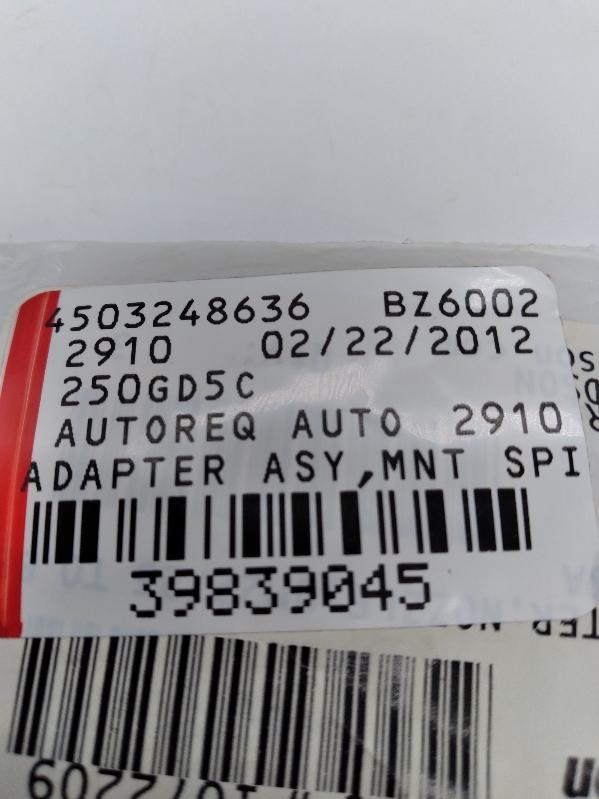 4503248636 BZ6002
2910 02/22/2012
250GD5C
AUTOREQ AUTO 2910
ADAPTER ASY,MNT SPI
39839045